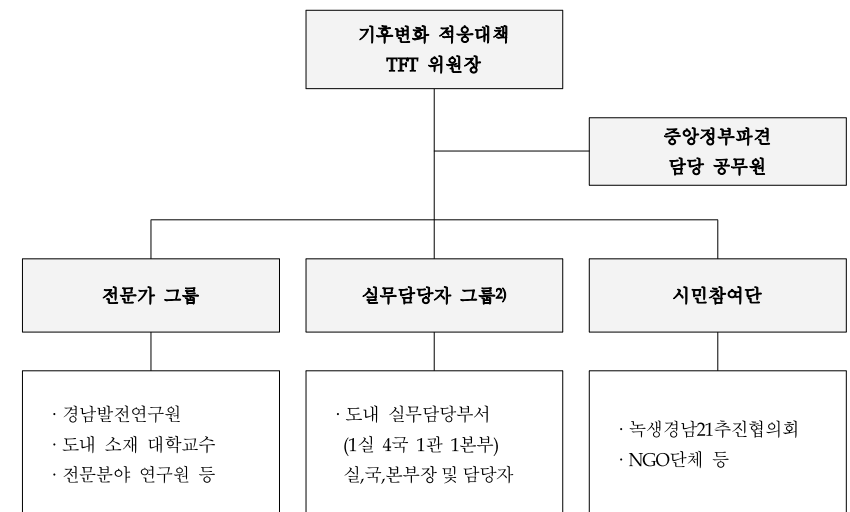 기후변화 적응대책
TFT 위원장
중앙정부파견
담당 공무원
전문가 그룹
실무담당자 그룹2)
시민참여단
· 경남발전연구원
· 도내 소재 대학교수
· 전문분야 연구원 등
· 도내 실무담당부서
(1실 4국 1관 1본부)
실,국,본부장 및 담당자
· 녹생경남21추진협의회
· NGO단체 등